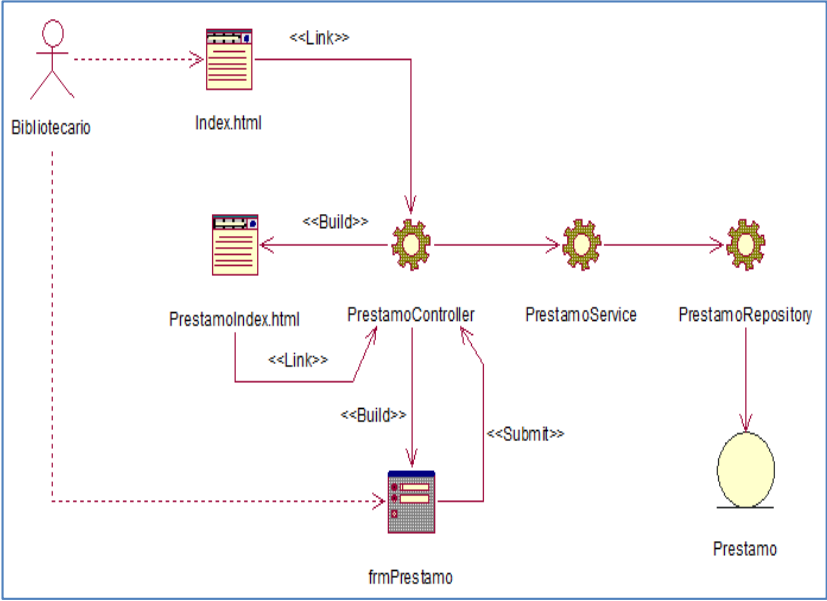 <<Link>>
Bibliotecario
Index.html
<<Build>>
PrestamoIndex.html
PrestamoController
PrestamoService
PrestamoRepository
<<Link>>
<<Build>>
<<Submit>>
Prestamo
frmPrestamo